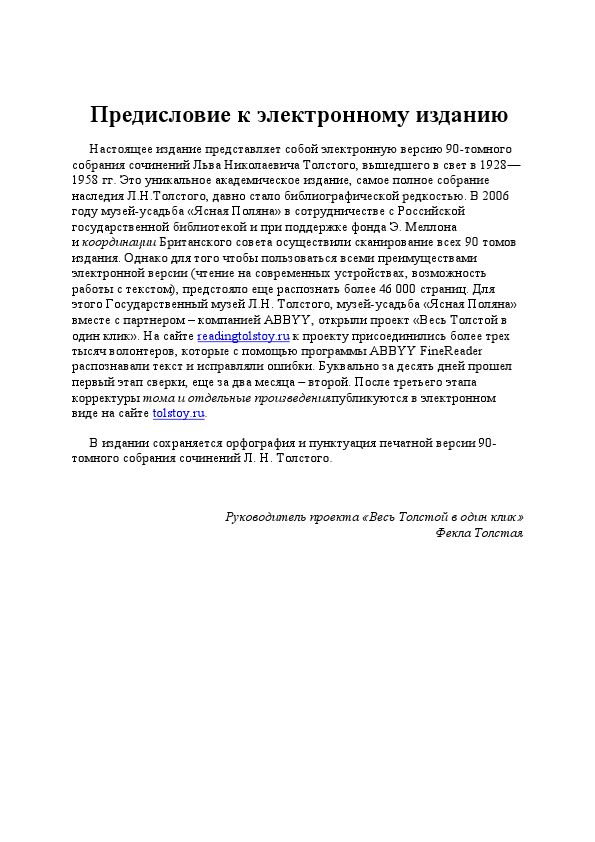 Предисловие к электронному изданию
Настоящее издание представляет собой электронную версию 90-томного
собрания сочинений Льва Николаевича Толстого, вышедшего в свет в 1928—
1958 гг. Это уникальное академическое издание, самое полное собрание
наследия Л.Н.Толстого, давно стало библиографической редкостью. В 2006
году музей-усадьба «Ясная Поляна» в сотрудничестве с Российской
государственной библиотекой и при поддержке фонда Э. Меллона
и координации Британского совета осуществили сканирование всех 90 томов
издания. Однако для того чтобы пользоваться всеми преимуществами
электронной версии (чтение на современных устройствах, возможность
работы с текстом), предстояло еще распознать более 46 000 страниц. Для
этого Государственный музей Л.Н. Толстого, музей-усадьба «Ясная Поляна»
вместе с партнером – компанией ABBYY, открыли проект «Весь Толстой в
один клик». На сайте readingtolstoy.ru к проекту присоединились более трех
тысяч волонтеров, которые с помощью программы ABBYY FineReader
распознавали текст и исправляли ошибки. Буквально за десять дней прошел
первый этап сверки, еще за два месяца – второй. После третьего этапа
корректуры тома и отдельные произведенияпубликуются в электронном
виде на сайте tolstoy.ru.
В издании сохраняется орфография и пунктуация печатной версии 90-
томного собрания сочинений Л. Н. Толстого.
Руководитель проекта «Весь Толстой в один клик»
Фекла Толстая